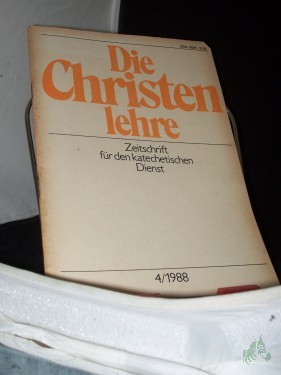 Die
Christen
lehre
Zeitschrift
für den katechetischen
Dienst
4/1988